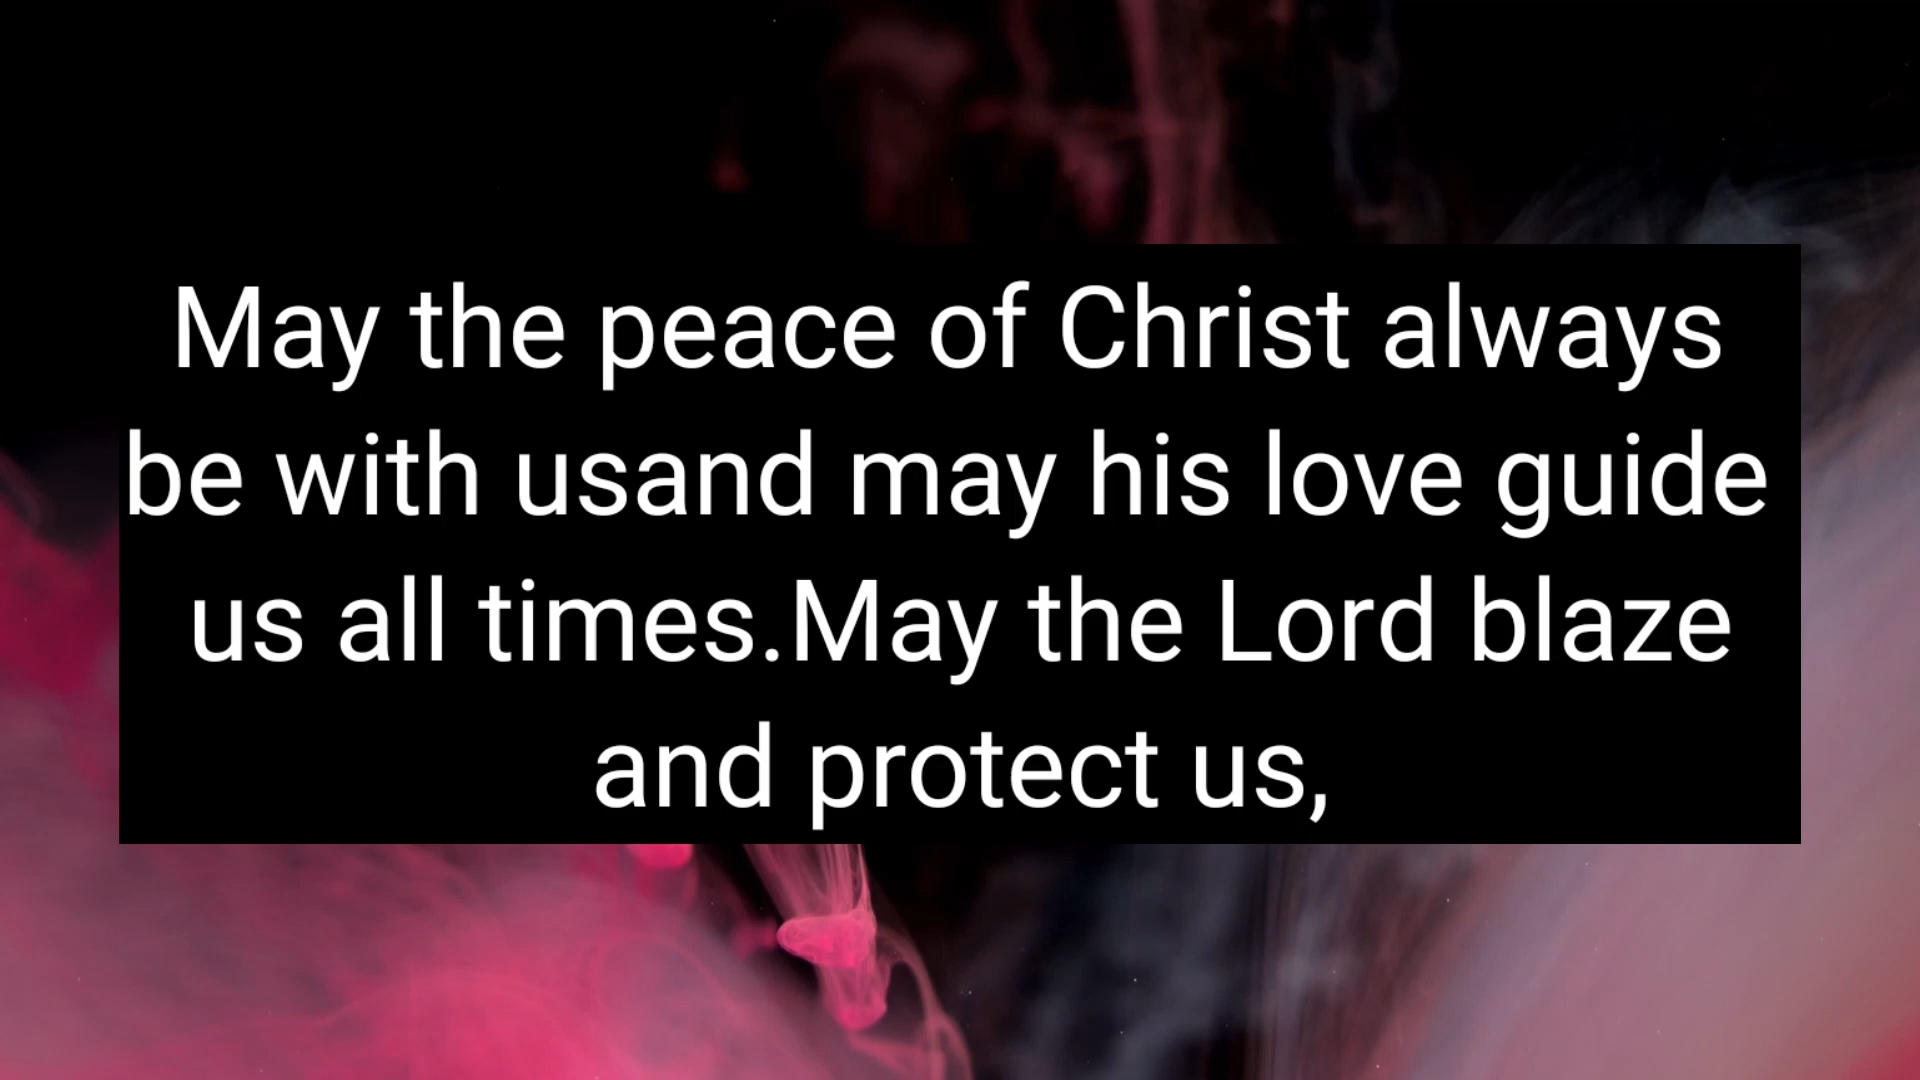 May the peace of Christ always
be with usand may his love guide
us all times.May the Lord blaze
and protect us,